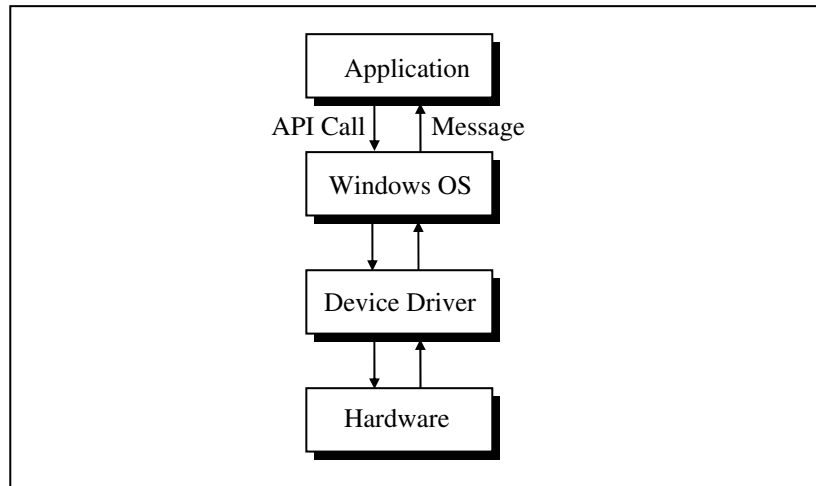 Application
API Call
Message
Windows OS
Device Driver
Hardware